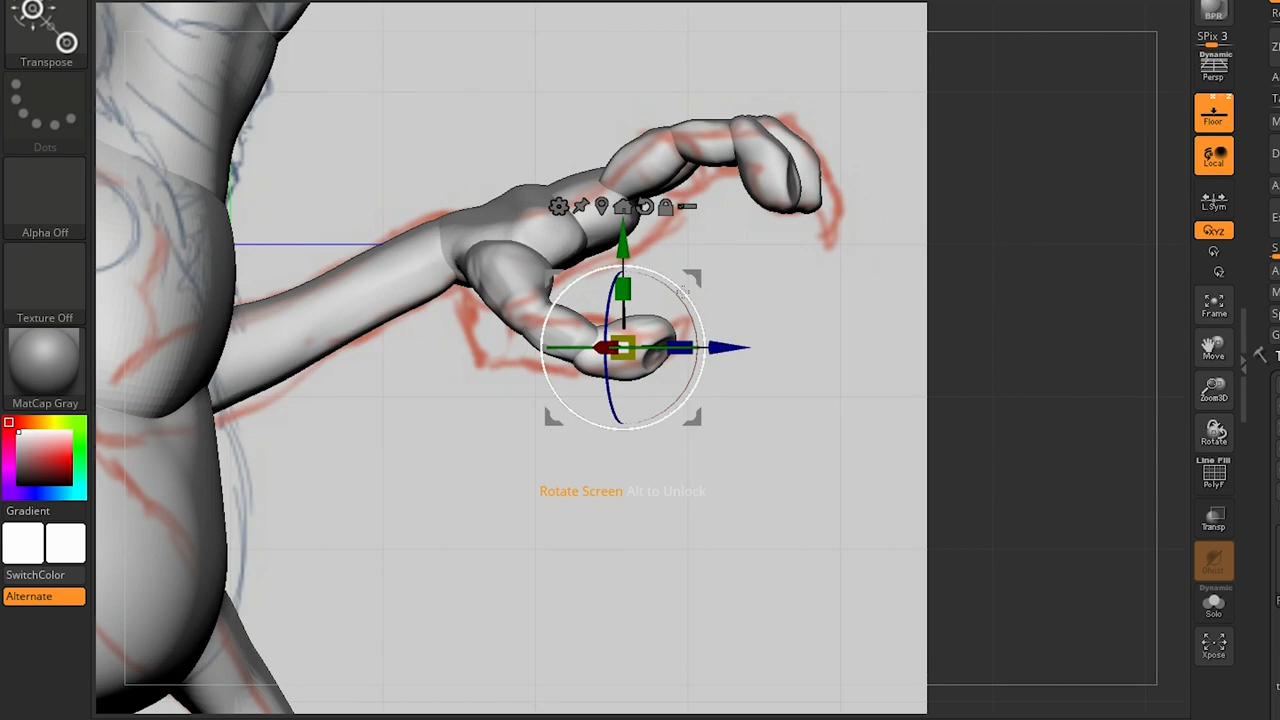 Transpose
Dots
Alpha Off
Texture Off
MatCap Gray
Gradient
SwitchColor
Alternate
Rotate Screen Alt to Unlock
BPR
SPix 3
Dynamic
Persp
Floor
Local
L.Sym
XYZ
Frame
Move
Zoom3D
Rotate
Line Fill
PolyF
Transp
Ghost
Dynamic
Solo
Xpose